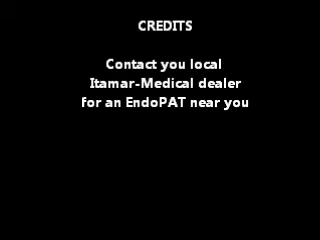 CREDITS
Contact you local
Itamar-Medical dealer
for an EndoPAT near you